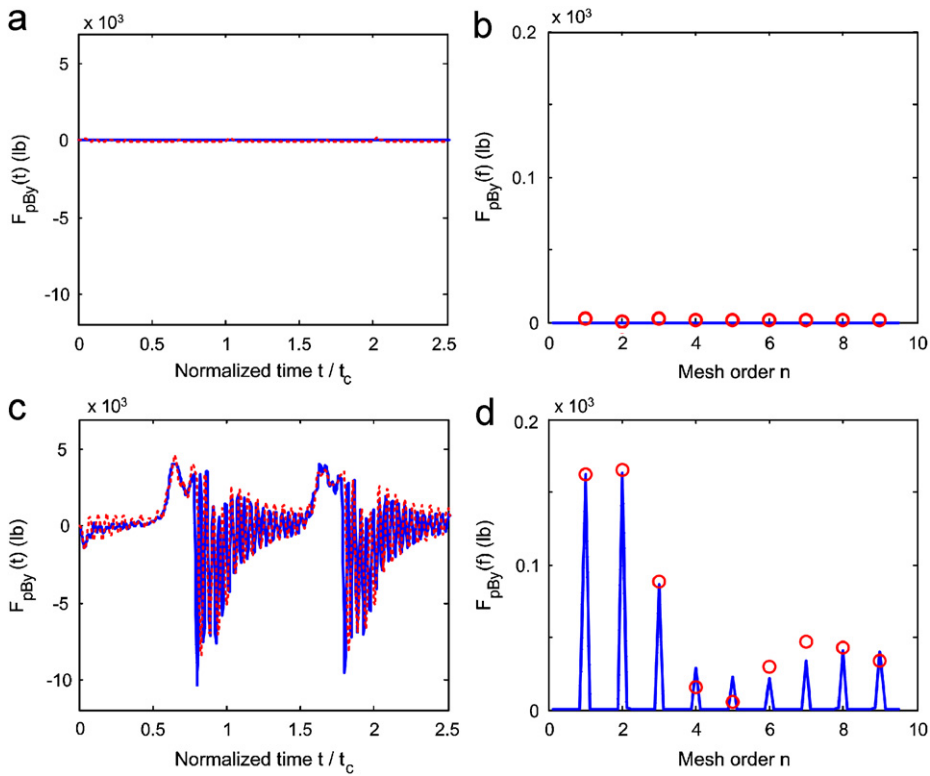 a
x 10³
5
0
-5
-10
0
0.5
1
1.5
2
2.5
F_pBy(t) (lb)
Normalized time t / t_c
b
x 10³
0.2
0.1
0
0
2
4
6
8
10
F_pBy(f) (lb)
Mesh order n
c
x 10³
5
0
-5
-10
0
0.5
1
1.5
2
2.5
F_pBy(t) (lb)
Normalized time t / t_c
d
x 10³
0.2
0.1
0
0
2
4
6
8
10
F_pBy(f) (lb)
Mesh order n